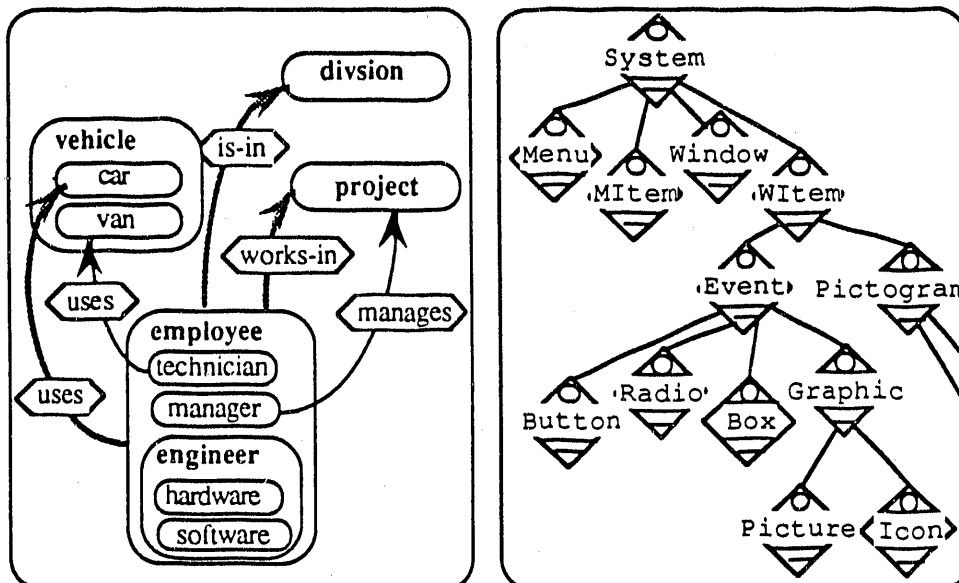 divsion
vehicle
is-in
car
project
van
works-in
uses
manages
employee
technician
uses
manager
engineer
hardware
software
System
Menu
Window
MItem
WItem
Event
Pictogram
Radio
Graphic
Button
Box
Picture
Icon